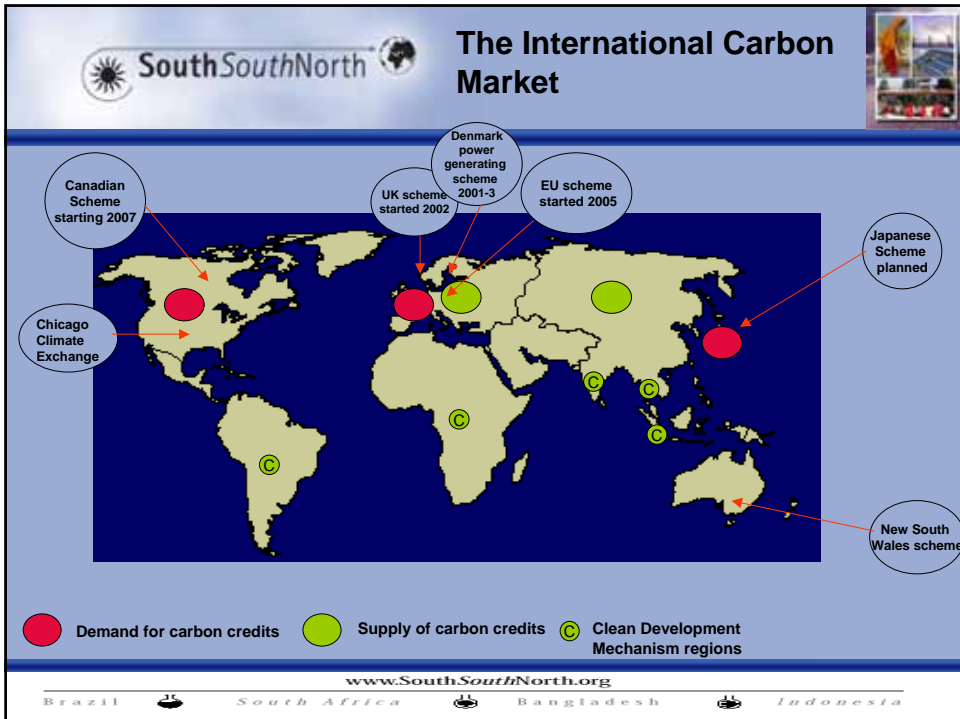 SouthSouthNorth
The International Carbon
Market
Canadian
Scheme
starting 2007
UK scheme
started 2002
Denmark
power
generating
scheme
2001-3
EU scheme
started 2005
Japanese
Scheme
planned
Chicago
Climate
Exchange
C
C
C
C
C
New South
Wales scheme
Demand for carbon credits
Supply of carbon credits
C
Clean Development
Mechanism regions
www.SouthSouthNorth.org
Brazil South Africa Bangladesh Indonesia